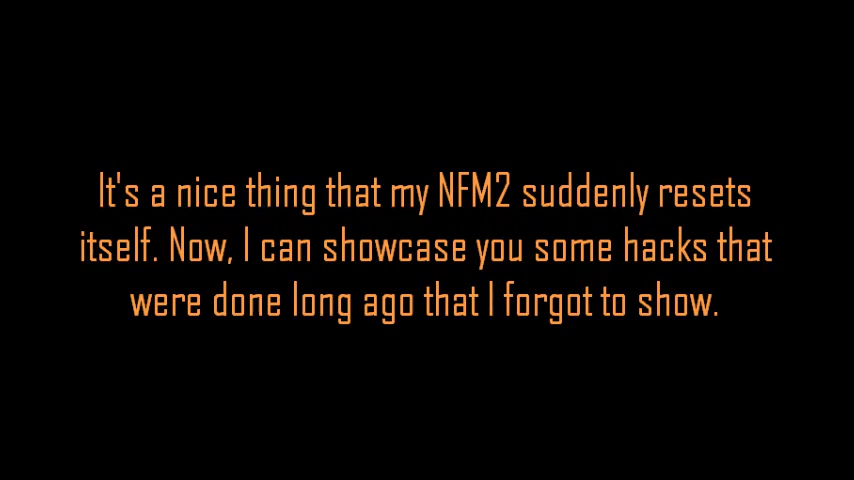 It's a nice thing that my NFM2 suddenly resets
itself. Now, I can showcase you some hacks that
were done long ago that I forgot to show.